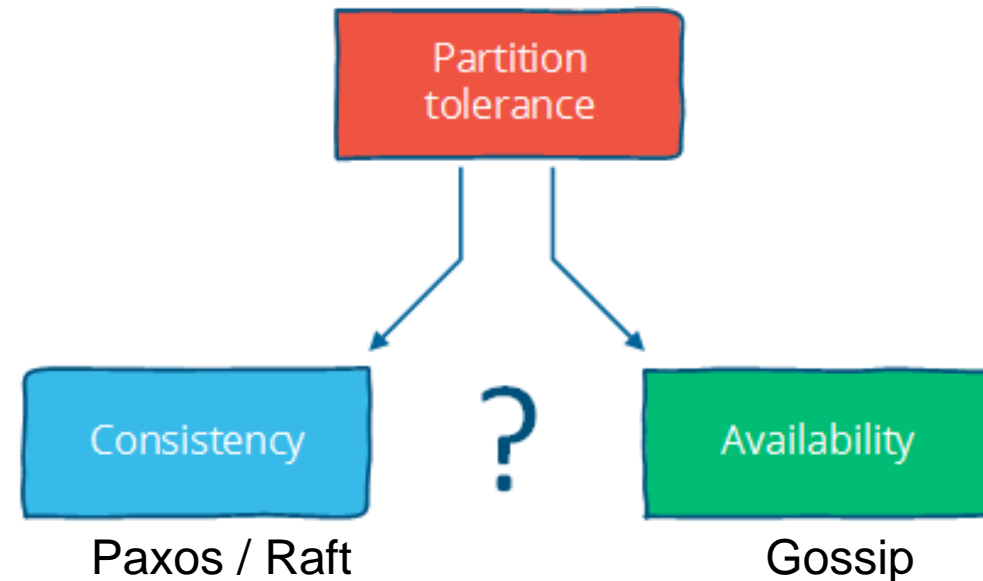 Partition
tolerance
Consistency
?
Availability
Paxos / Raft
Gossip